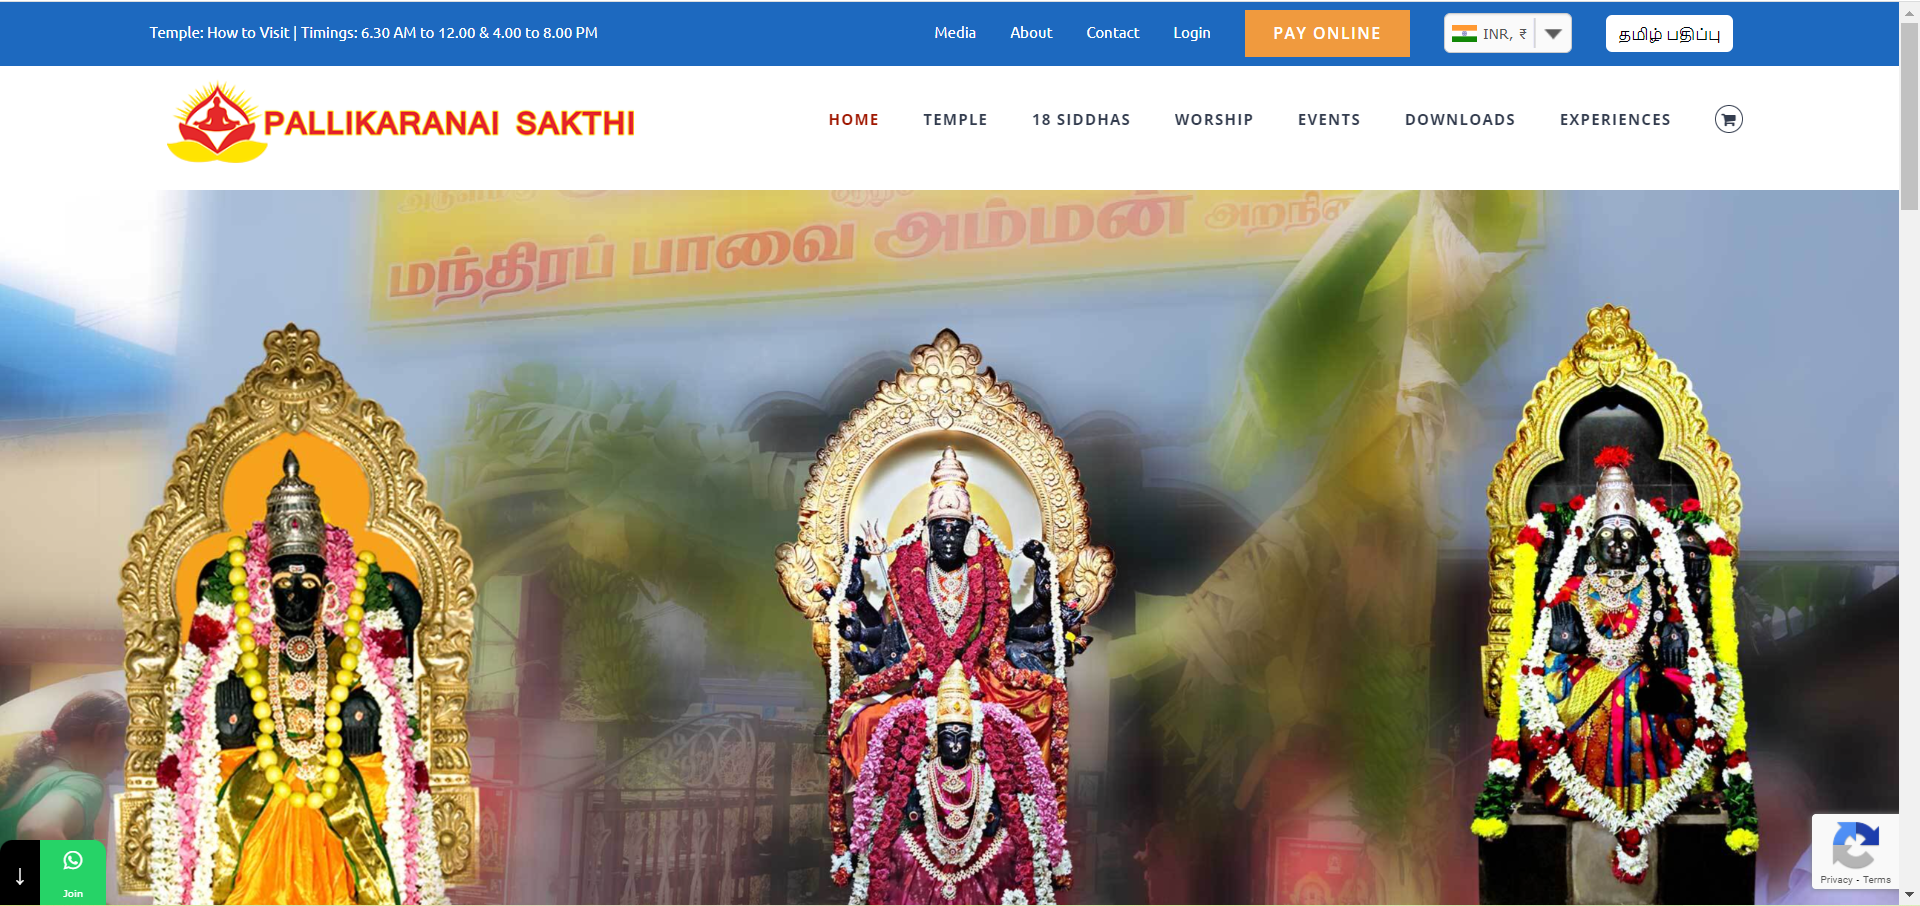 Temple: How to Visit | Timings: 6.30 AM to 12.00 & 4.00 to 8.00 PM
Media
About
Contact
Login
PAY ONLINE
INR, ₹
தமிழ் பதிப்பு
PALLIKARANAI SAKTHI
HOME
TEMPLE
18 SIDDHAS
WORSHIP
EVENTS
DOWNLOADS
EXPERIENCES
மந்திரப் பாவை அம்மன்
↓
Join
Privacy - Terms